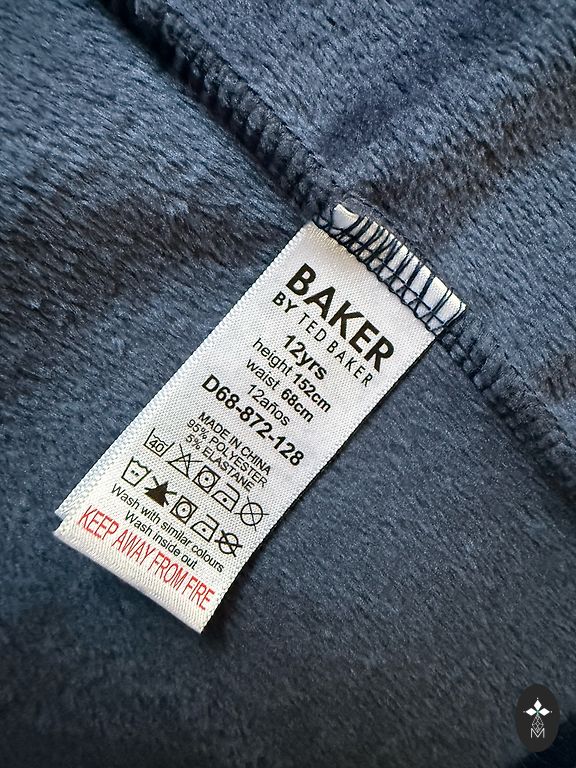 BAKER
BY TED BAKER
12yrs
height 152cm
waist 68cm
12años
D68-872-128
MADE IN CHINA
95% POLYESTER
5% ELASTANE
40
Wash with similar colours
Wash inside out
KEEP AWAY FROM FIRE
M